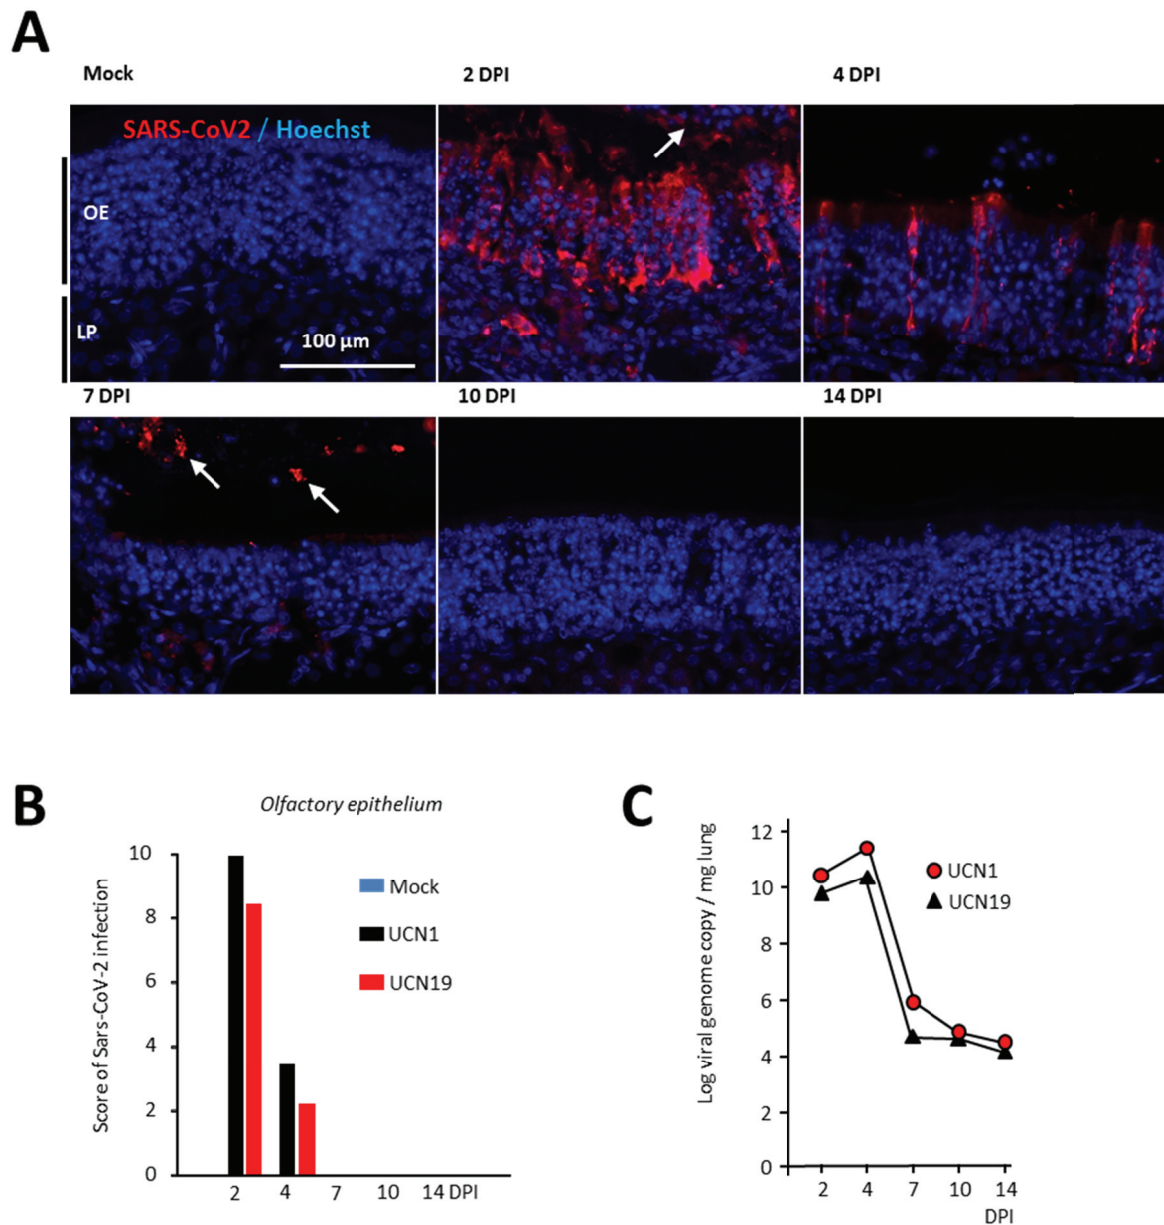 A
Mock
2 DPI
4 DPI
SARS-CoV2 / Hoechst
OE
LP
100 µm
7 DPI
10 DPI
14 DPI
B
Olfactory epithelium
Score of Sars-CoV-2 infection
10
8
6
4
2
0
Mock
UCN1
UCN19
2 4 7 10 14 DPI
C
Log viral genome copy / mg lung
12
10
8
6
4
2
0
UCN1
UCN19
2 4 7 10 14
DPI